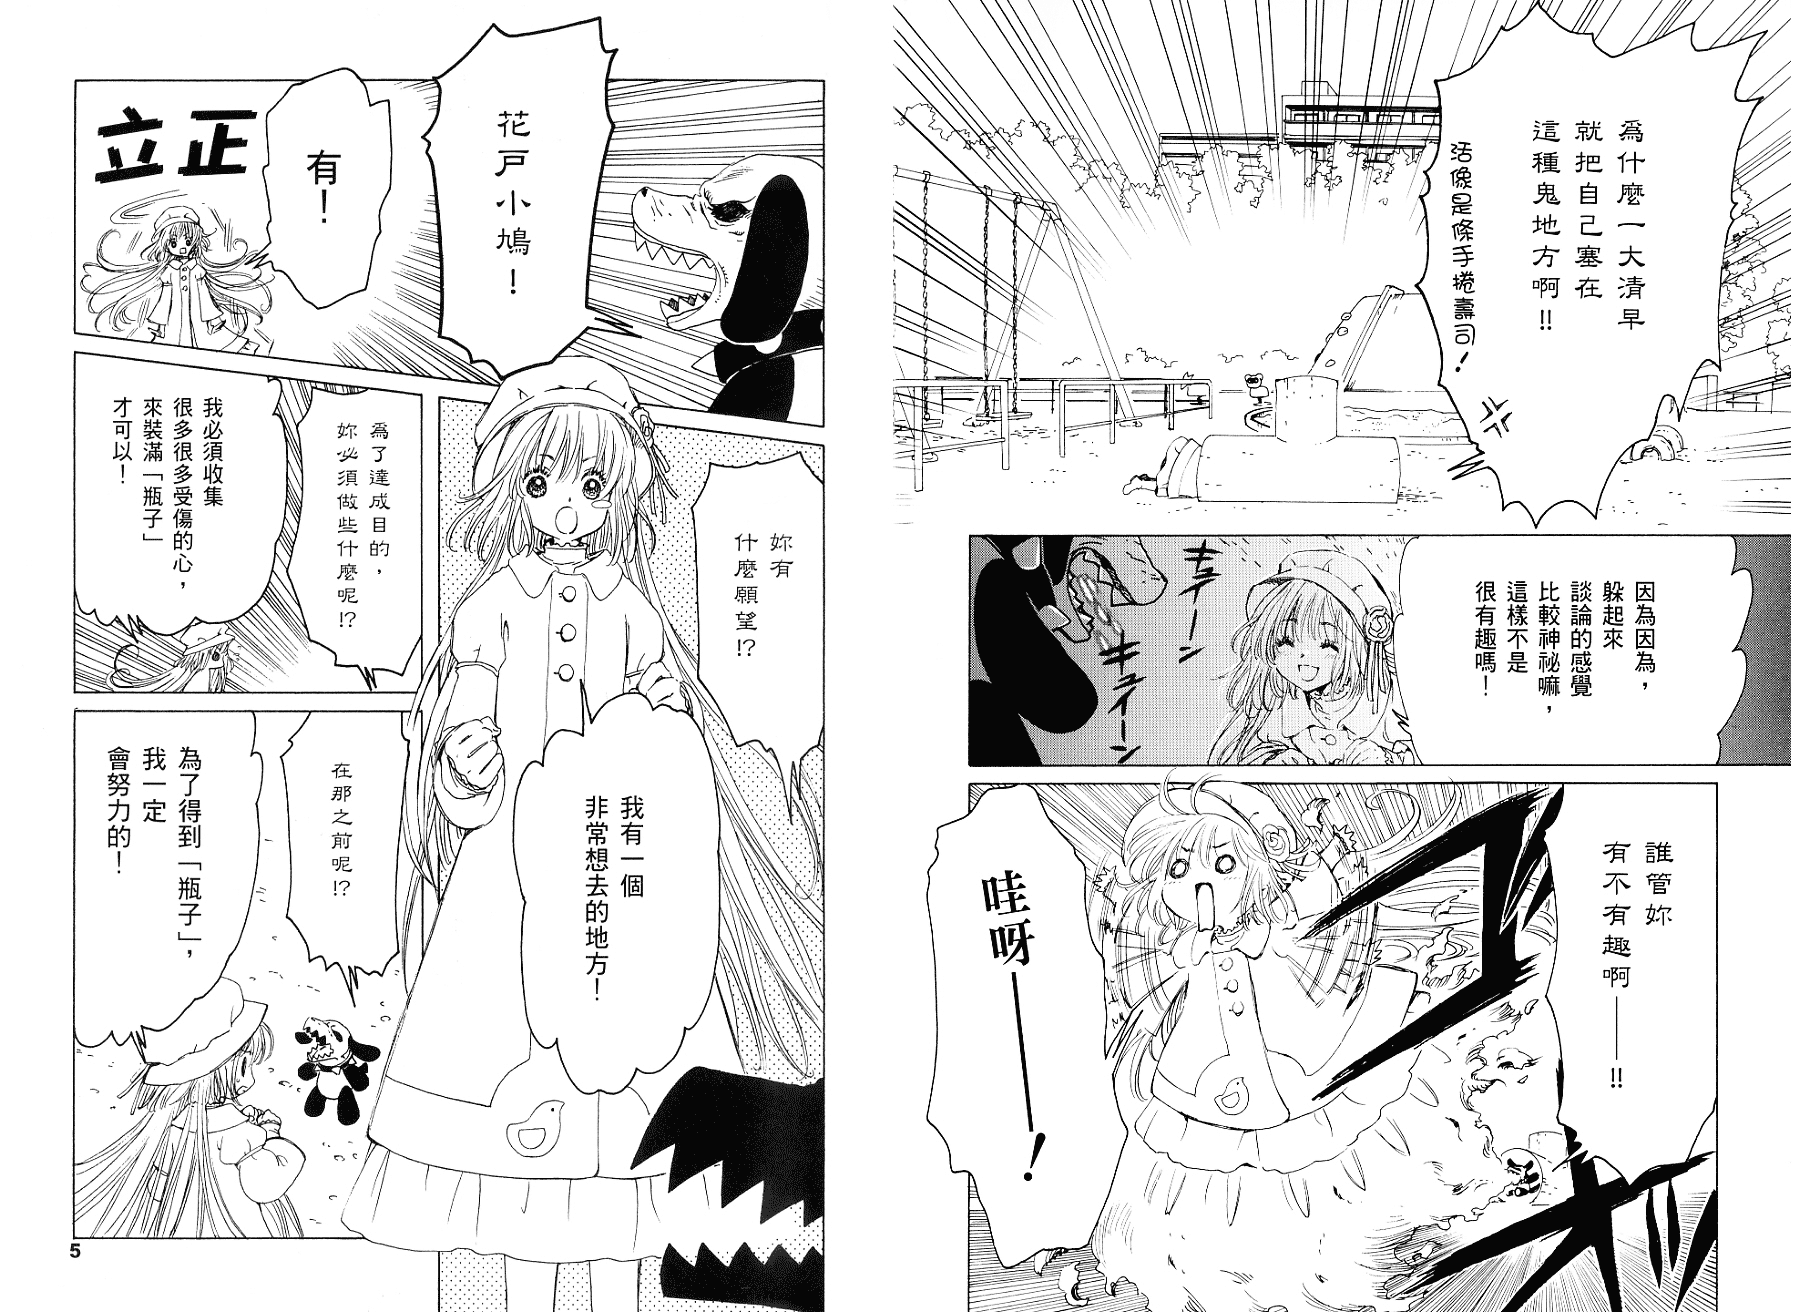 為什麼一大清早
就把自己塞在
這種鬼地方啊!!
活像是條手捲壽司！
因為因為，
躲起來
談論的感覺
比較神祕嘛，
這樣不是
很有趣嗎！
キュイーン
キュイーン
誰管妳
有不有趣啊——!!
哇呀——！
花戶小鳩！
有！
立正
妳有
什麼願望!?
我有一個
非常想去的地方！
為了達成目的，
妳必須做些什麼呢!?
我必須收集
很多很多受傷的心，
來裝滿「瓶子」
才可以！
在那之前呢!?
為了得到「瓶子」，
我一定
會努力的！
5